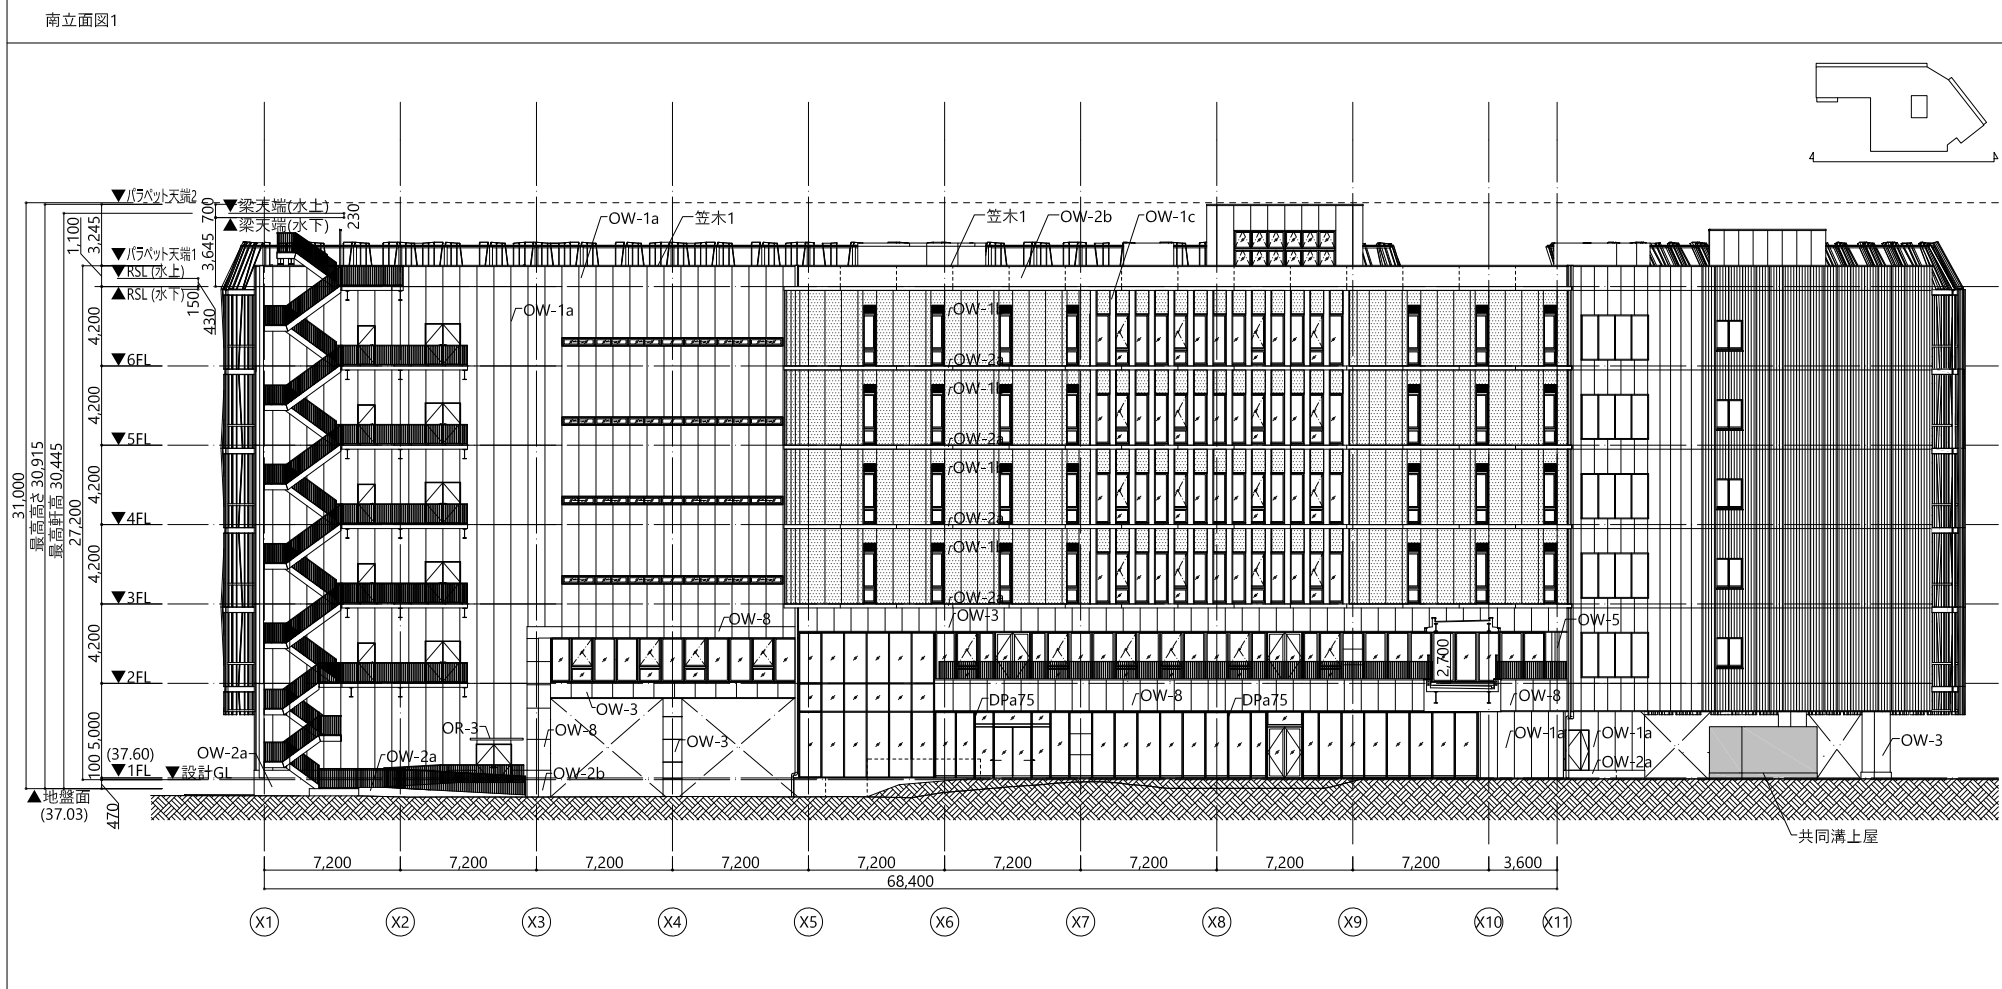 南立面図1
▼パラペット天端2
▼梁天端(水上)
▲梁天端(水下)
700
230
1,100
3,245
3,645
▼パラペット天端1
▼RSL (水上)
▲RSL (水下)
150
430
OW-1a
笠木1
笠木1
OW-2b
OW-1c
OW-1a
4,200
▼6FL
OW-2a
4,200
▼5FL
OW-2a
4,200
▼4FL
OW-2a
4,200
▼3FL
OW-2a
4,200
▼2FL
31,000
最高高さ 30,915
最高軒高 30,445
27,200
OW-8
OW-3
OW-5
2,700
OW-3
DPa75
OW-8
DPa75
OW-8
5,000
OR-3
OW-8
OW-3
OW-1a
OW-1a
OW-3
(37.60)
OW-2a
OW-2a
OW-2b
OW-2a
100
▼1FL
▼設計GL
▲地盤面
(37.03)
470
共同溝上屋
7,200
7,200
7,200
7,200
7,200
7,200
7,200
7,200
7,200
3,600
68,400
X1
X2
X3
X4
X5
X6
X7
X8
X9
X10
X11